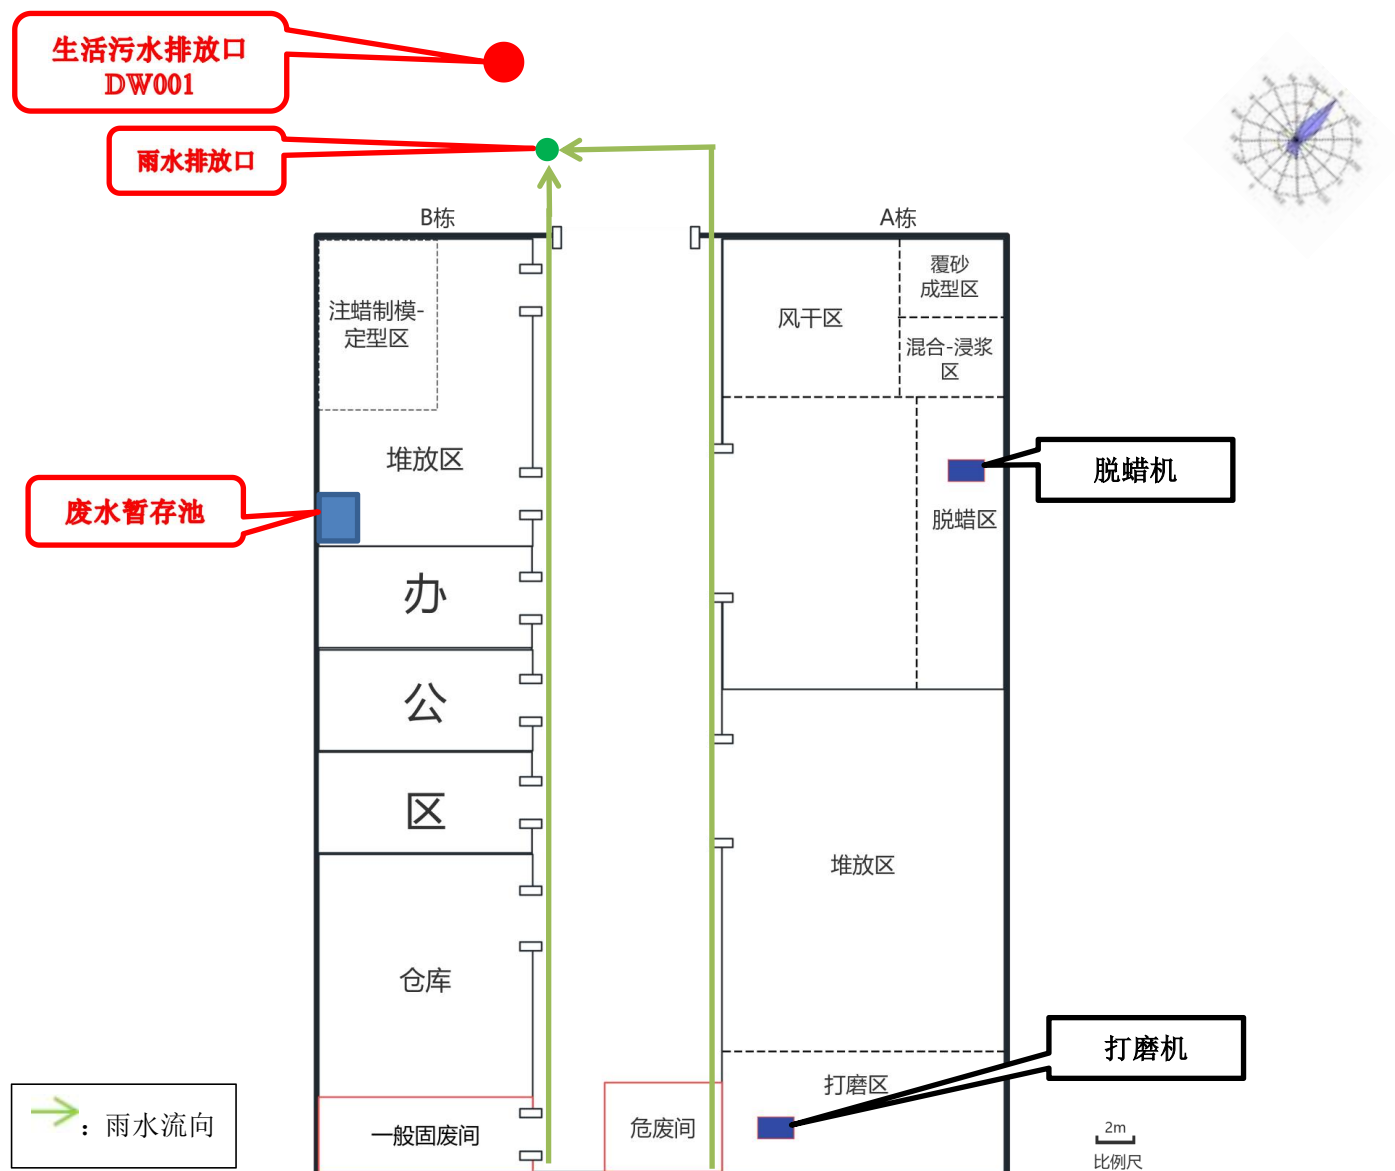 生活污水排放口
DW001
雨水排放口
B栋
A栋
注蜡制模-
定型区
风干区
覆砂
成型区
混合-浸浆
区
堆放区
脱蜡机
废水暂存池
脱蜡区
办
公
区
堆放区
仓库
打磨机
打磨区
：雨水流向
一般固废间
危废间
2m
比例尺